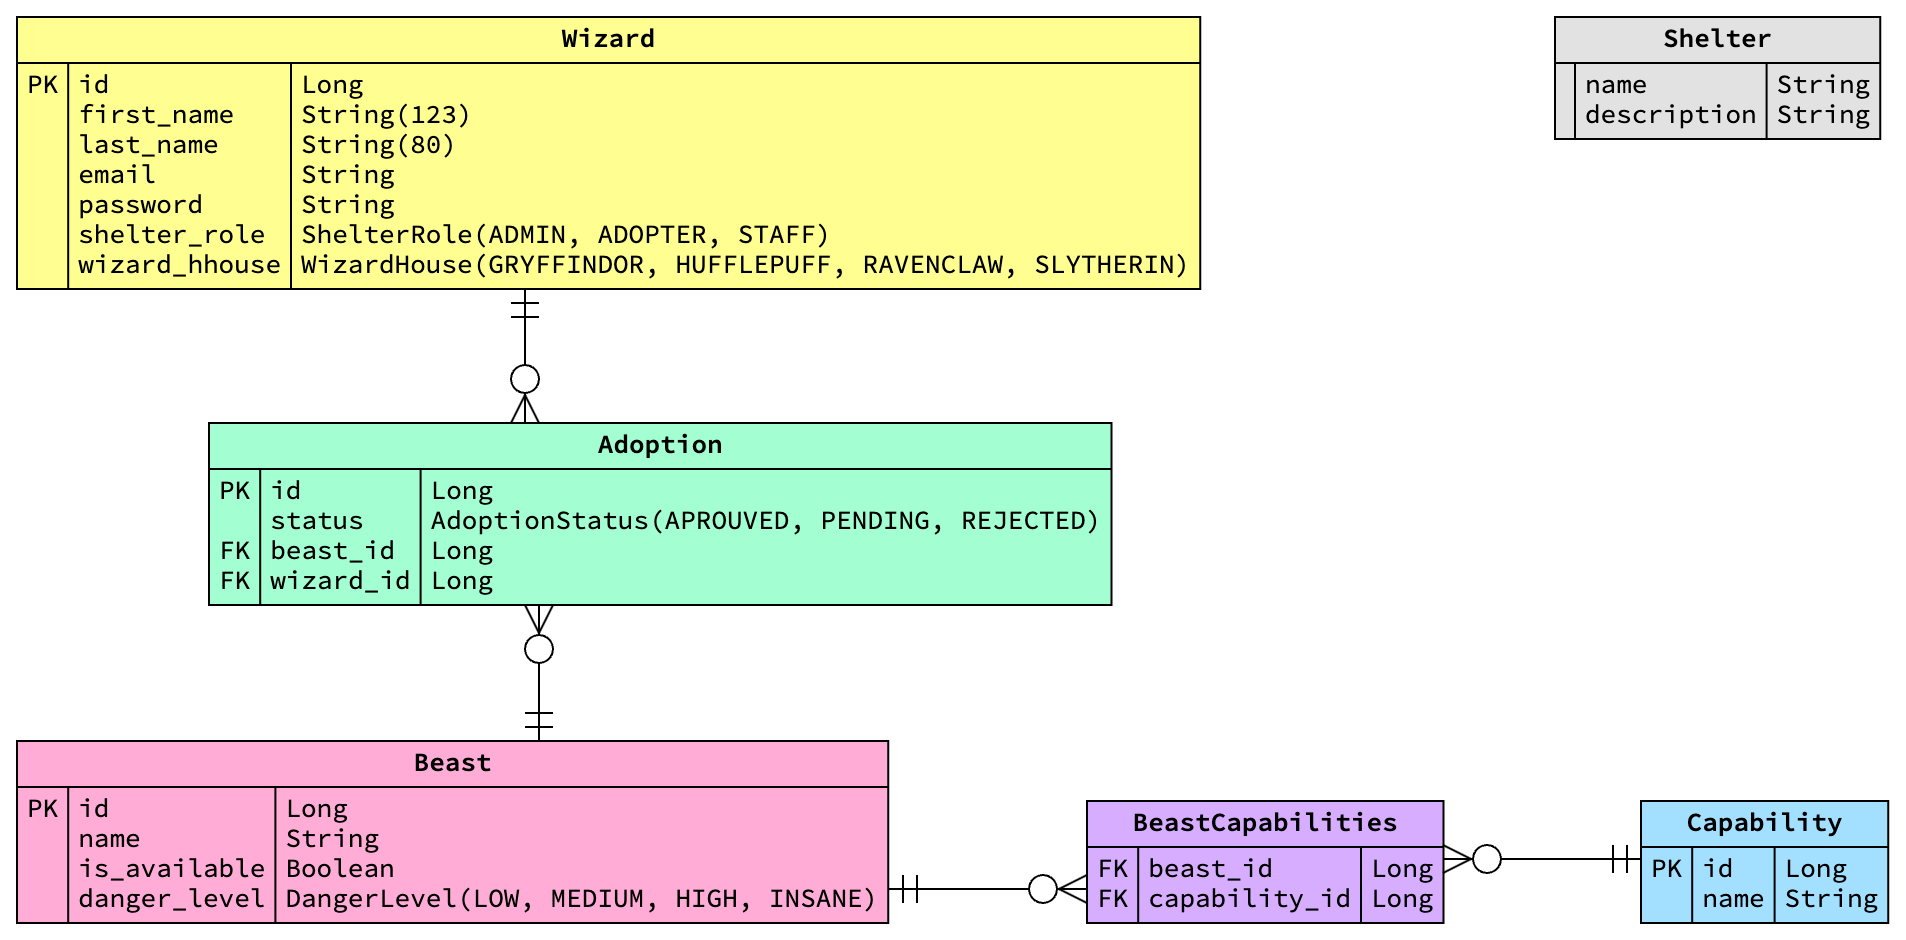 Wizard
PK id Long
first_name String(123)
last_name String(80)
email String
password String
shelter_role ShelterRole(ADMIN, ADOPTER, STAFF)
wizard_hhouse WizardHouse(GRYFFINDOR, HUFFLEPUFF, RAVENCLAW, SLYTHERIN)
Shelter
name String
description String
Adoption
PK id Long
status AdoptionStatus(APROUVED, PENDING, REJECTED)
FK beast_id Long
FK wizard_id Long
Beast
PK id Long
name String
is_available Boolean
danger_level DangerLevel(LOW, MEDIUM, HIGH, INSANE)
BeastCapabilities
FK beast_id Long
FK capability_id Long
Capability
PK id Long
name String